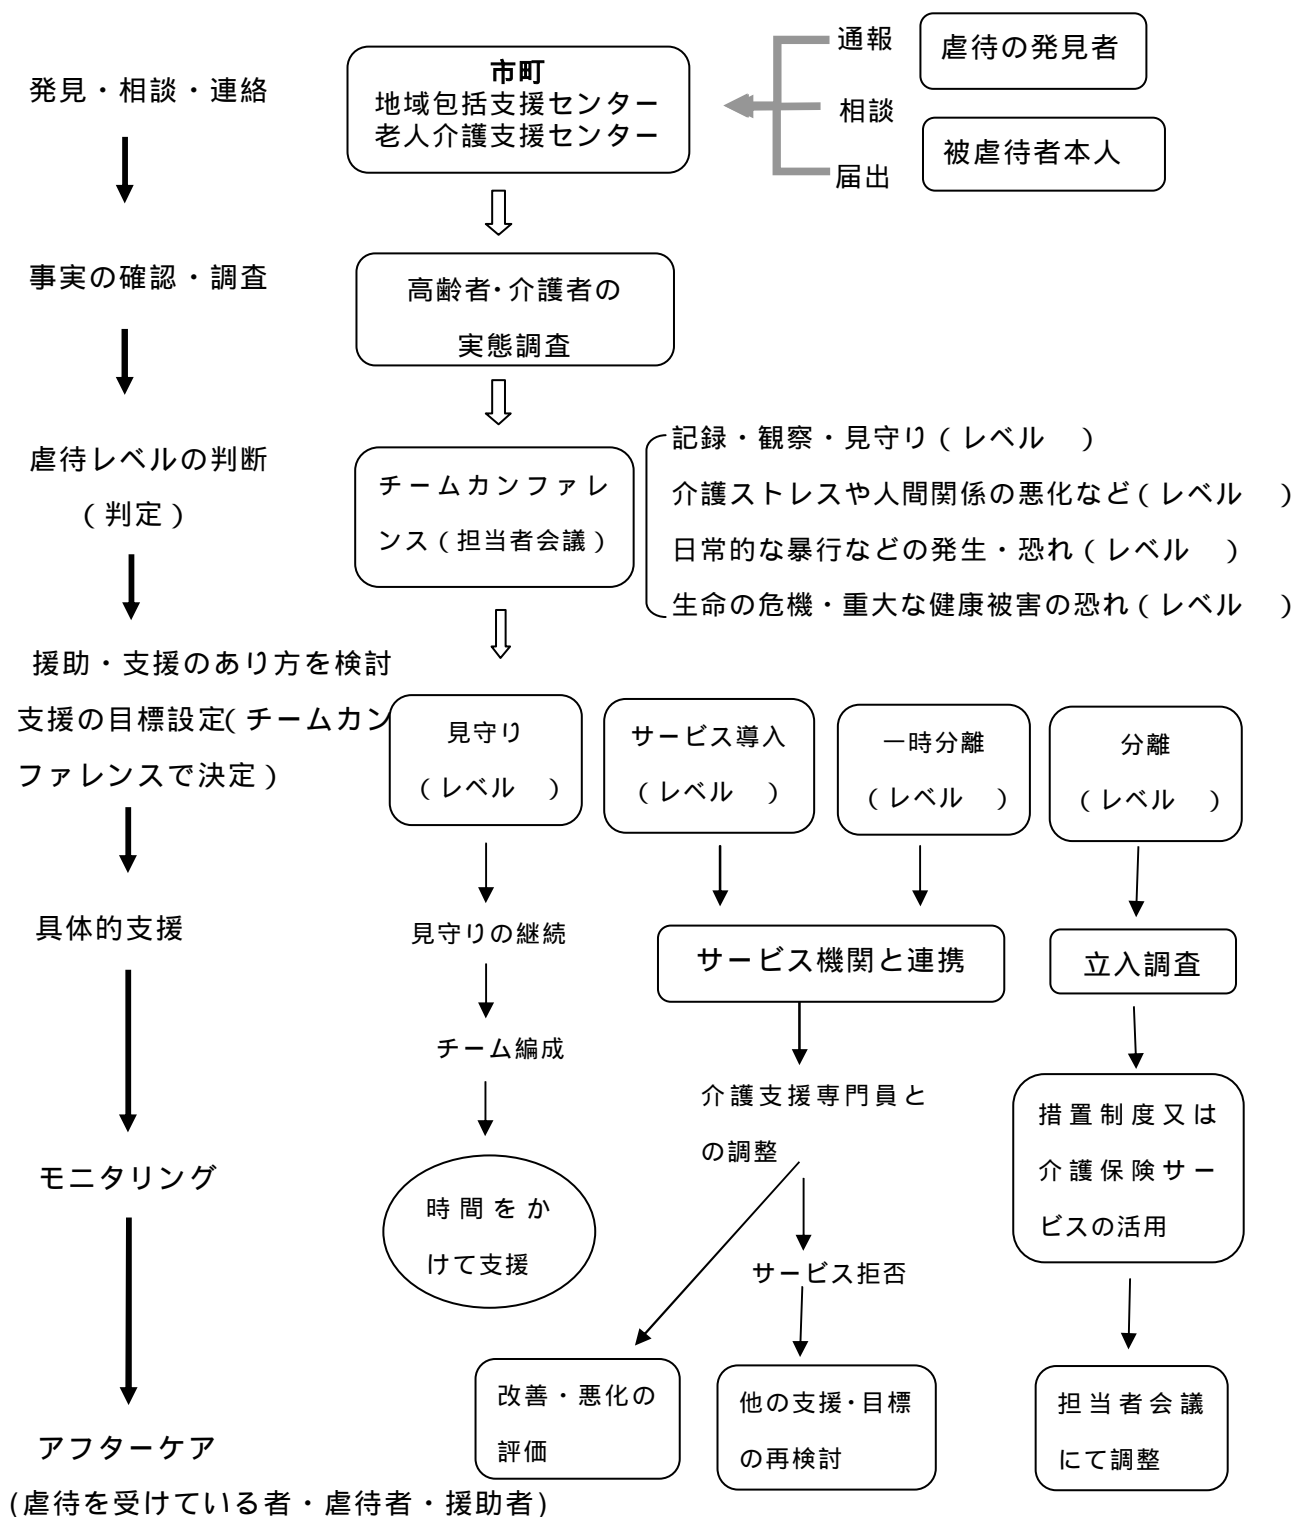 発見・相談・連絡
市町
地域包括支援センター
老人介護支援センター
通報
相談
届出
虐待の発見者
被虐待者本人
事実の確認・調査
高齢者・介護者の
実態調査
虐待レベルの判断
(判定)
チームカンファレ
ンス(担当者会議)
記録・観察・見守り(レベル　)
介護ストレスや人間関係の悪化など(レベル　)
日常的な暴行などの発生・恐れ(レベル　)
生命の危機・重大な健康被害の恐れ(レベル　)
援助・支援のあり方を検討
支援の目標設定(チームカン
ファレンスで決定)
見守り
(レベル　)
サービス導入
(レベル　)
一時分離
(レベル　)
分離
(レベル　)
具体的支援
見守りの継続
サービス機関と連携
立入調査
チーム編成
介護支援専門員と
の調整
措置制度又は
介護保険サー
ビスの活用
モニタリング
時間をか
けて支援
サービス拒否
改善・悪化の
評価
他の支援・目標
の再検討
担当者会議
にて調整
アフターケア
(虐待を受けている者・虐待者・援助者)